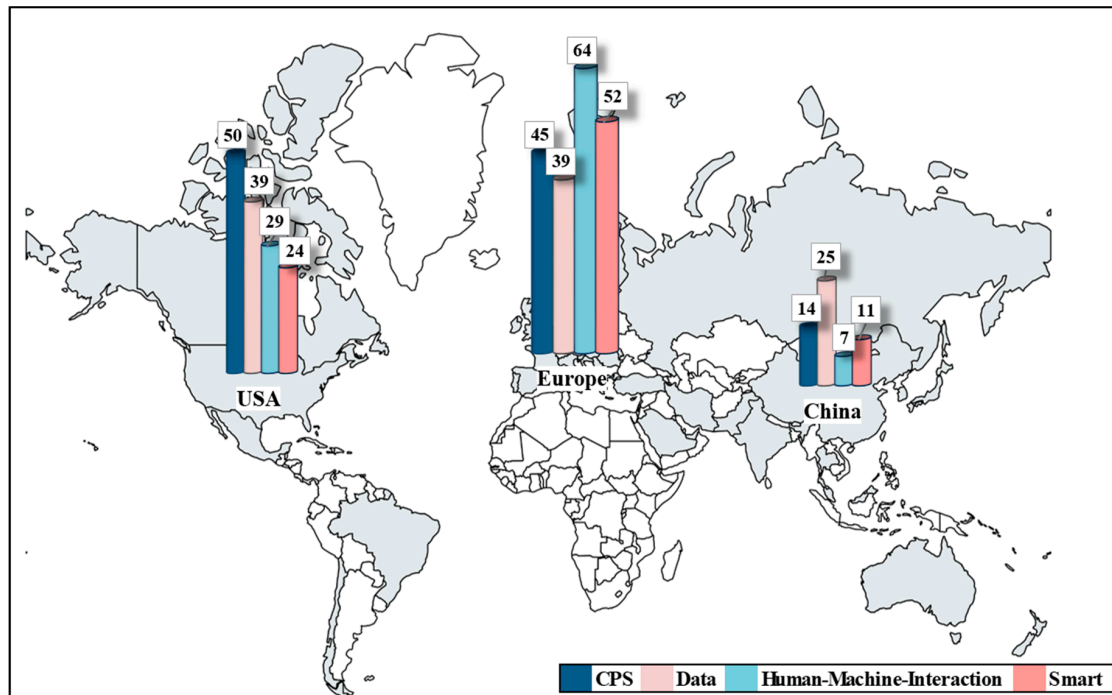 50
39
29
24
USA
45
39
64
52
Europe
14
25
7
11
China
CPS
Data
Human-Machine-Interaction
Smart